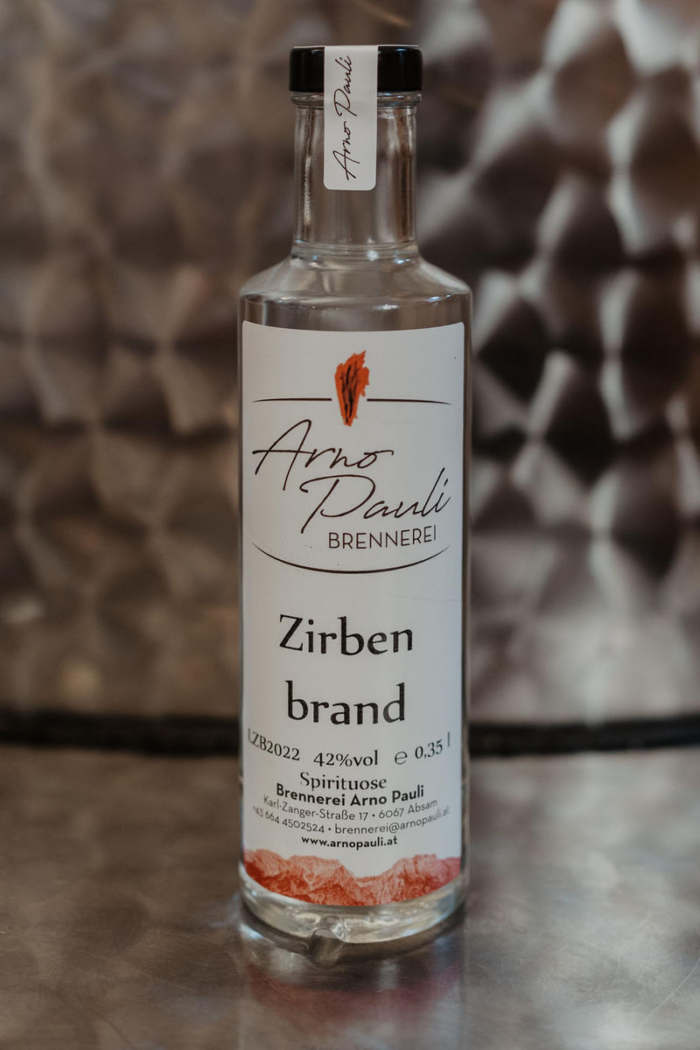 Arno Pauli
Arno
Pauli
BRENNEREI
Zirben
brand
LZB2022 42%vol ℮ 0,35 l
Spirituose
Brennerei Arno Pauli
Karl-Zanger-Straße 17 • 6067 Absam
+43 664 4502524 • brennerei@arnopauli.at
www.arnopauli.at